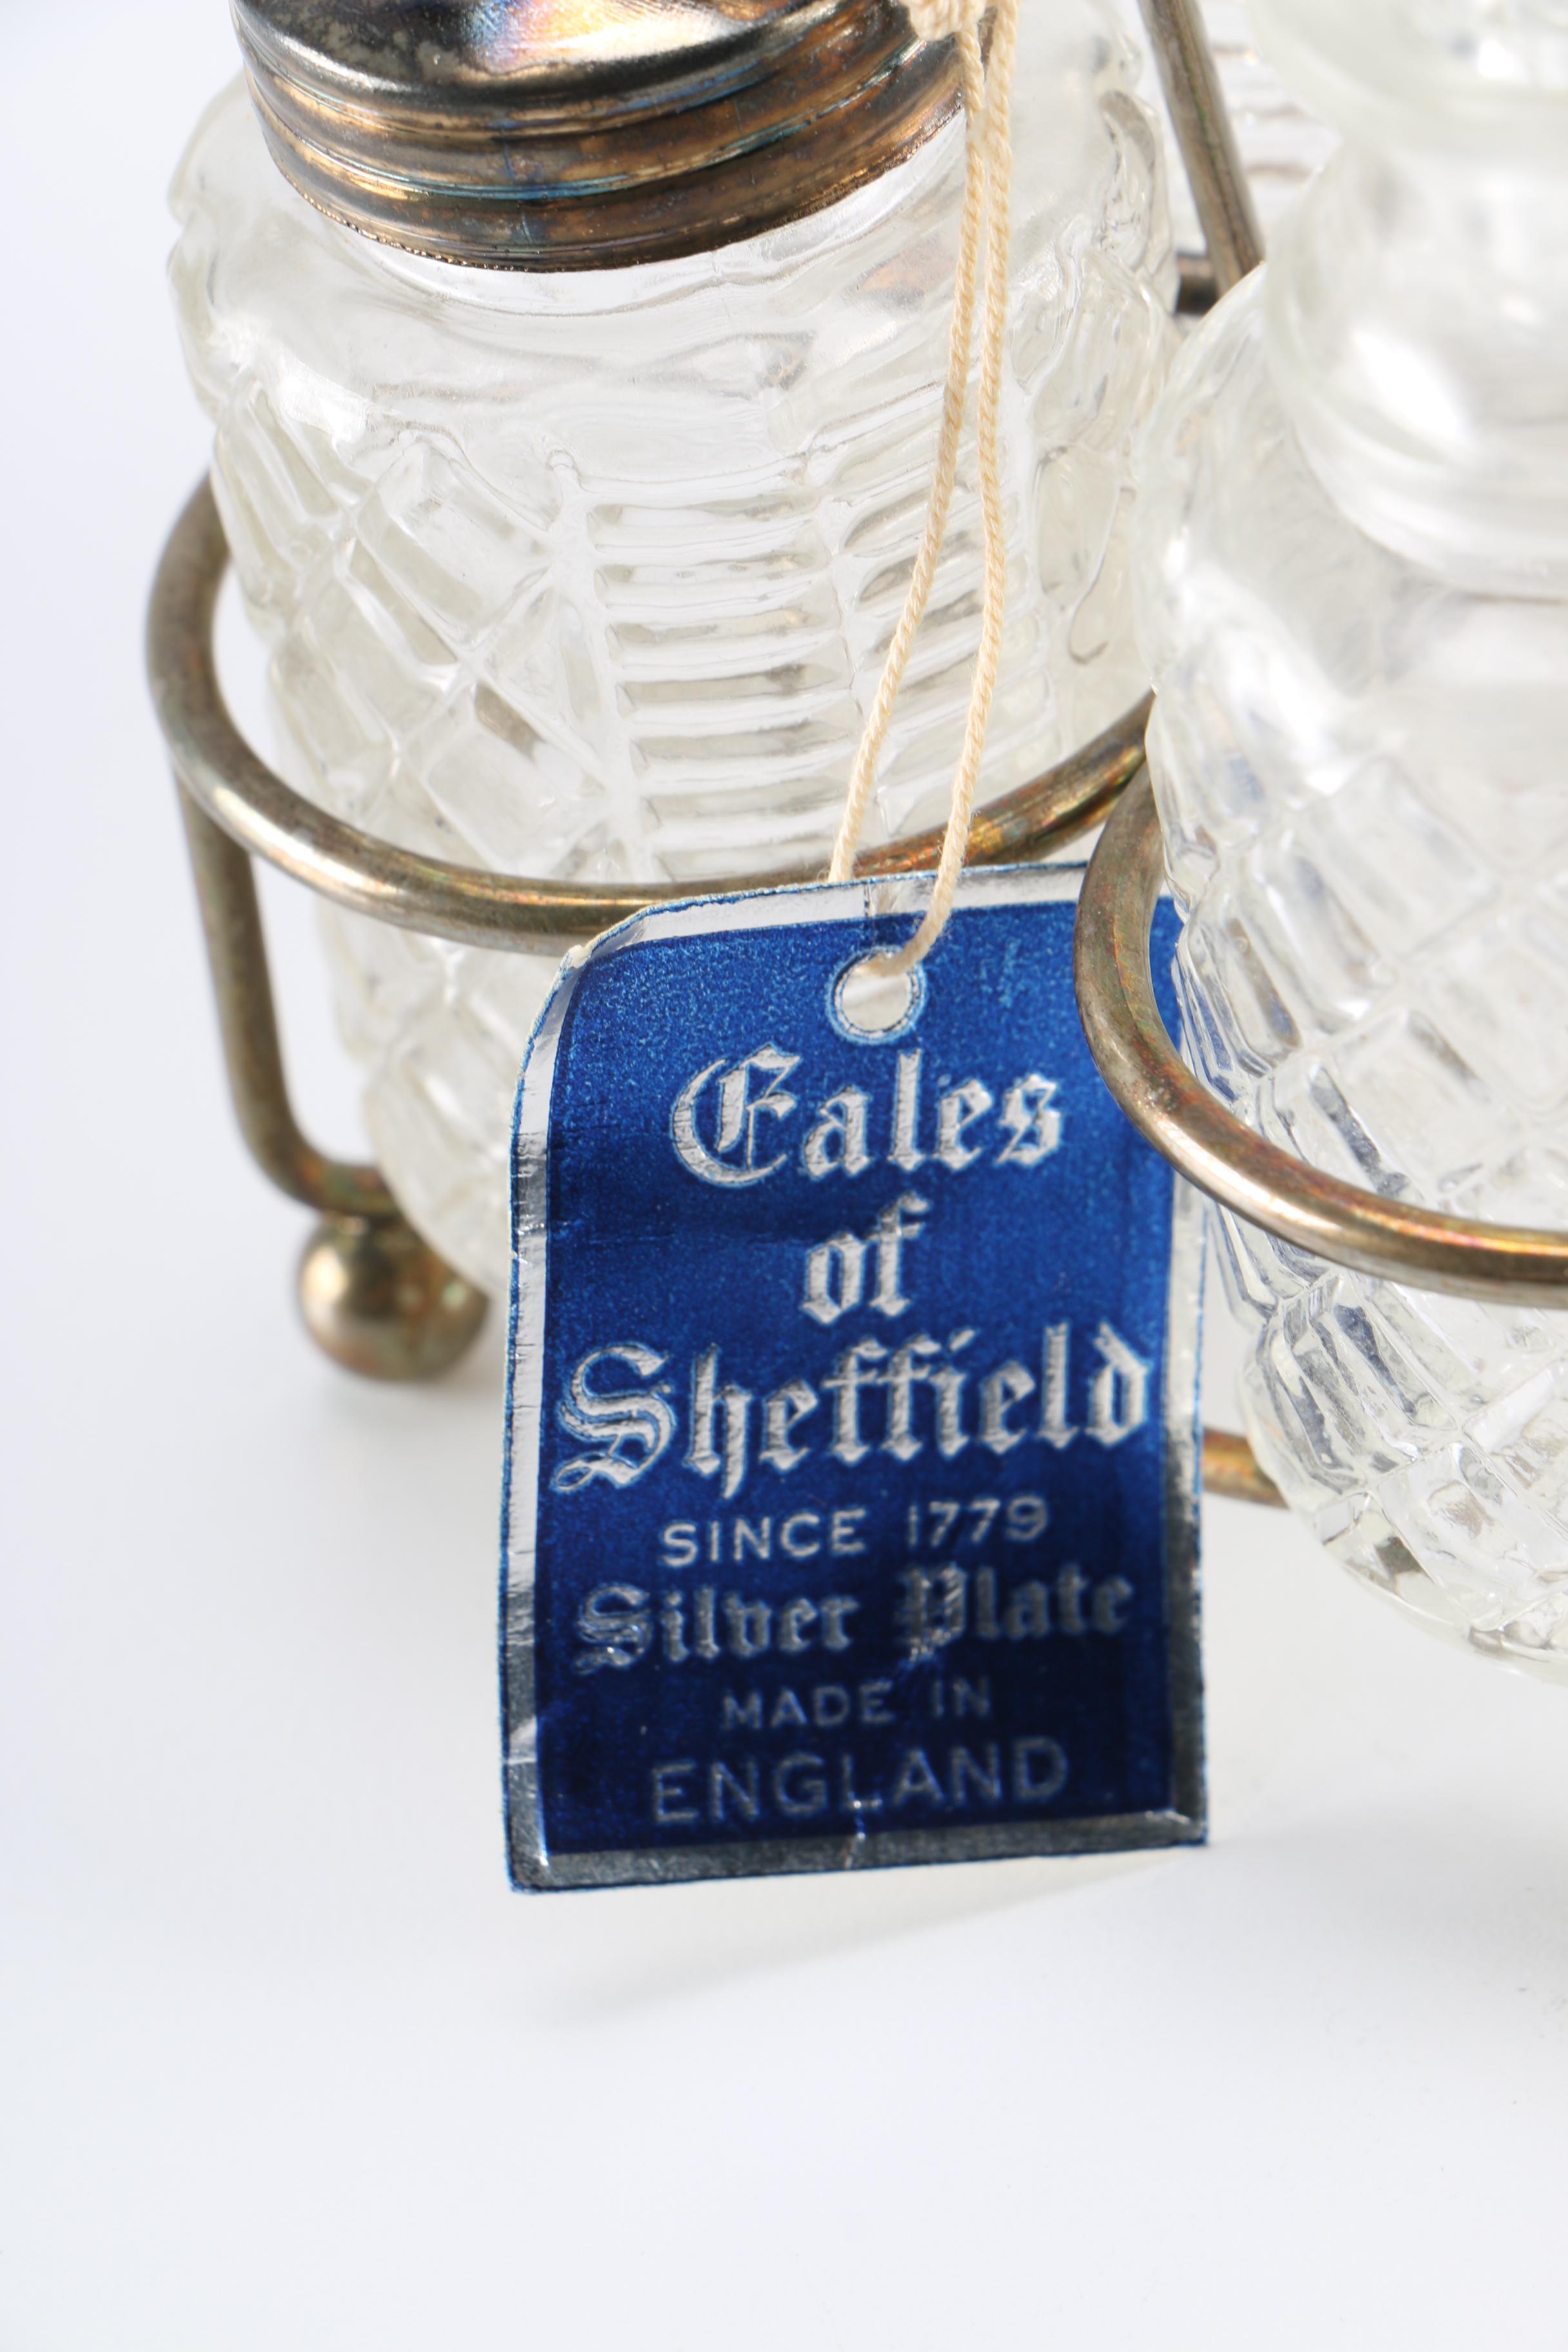 Eales
of
Sheffield
SINCE 1779
Silver Plate
MADE IN
ENGLAND